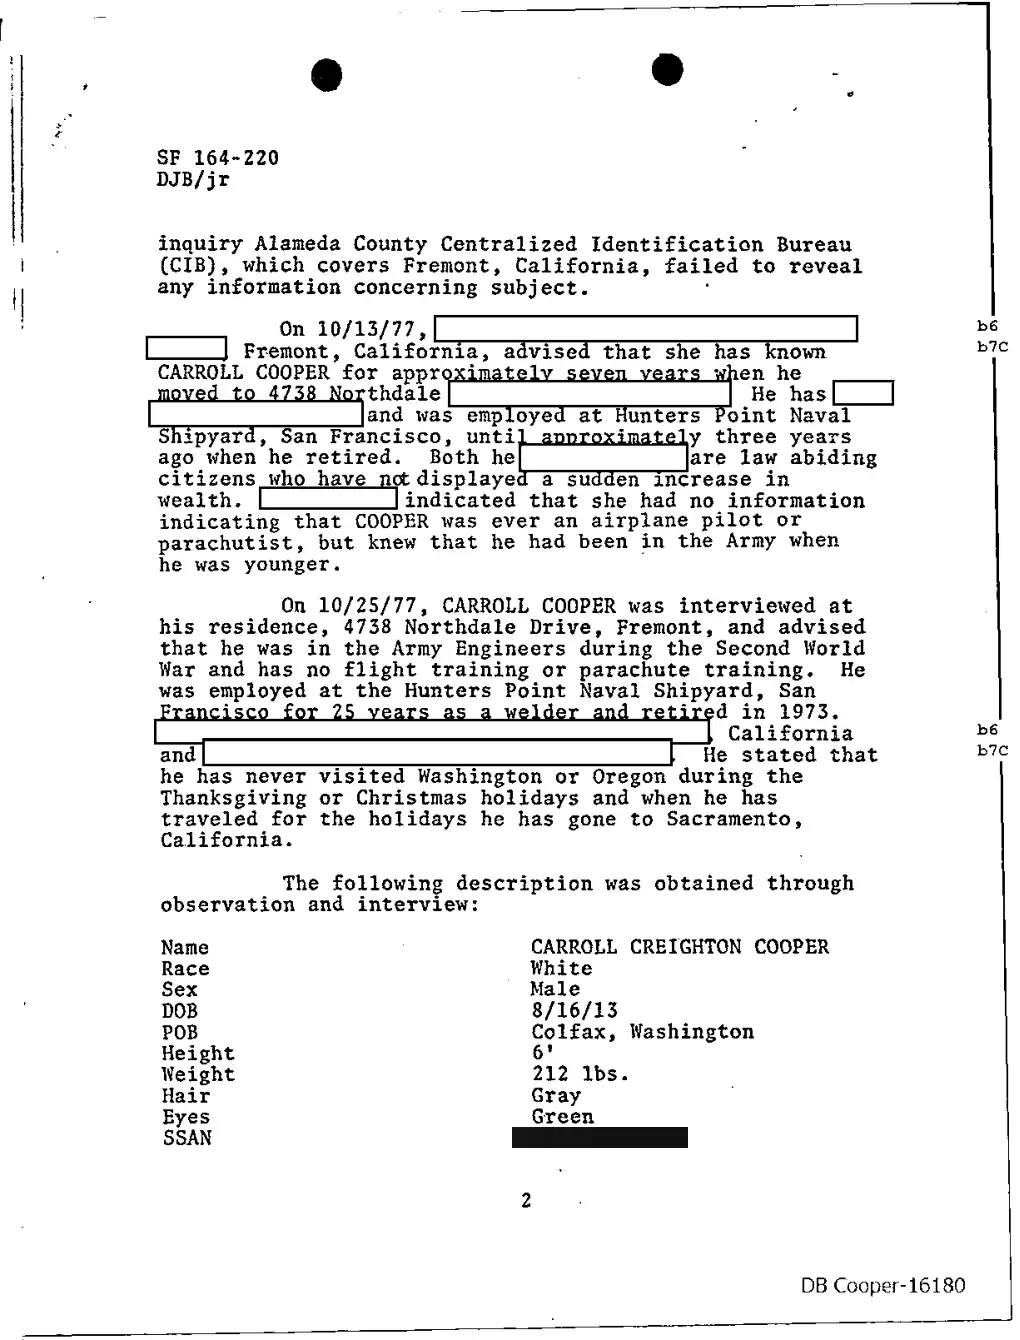 SF 164-220
DJB/jr
inquiry Alameda County Centralized Identification Bureau
(CIB), which covers Fremont, California, failed to reveal
any information concerning subject.
On 10/13/77,
b6
, Fremont, California, advised that she has known
b7C
CARROLL COOPER for approximately seven years when he
moved to 4738 Northdale He has
and was employed at Hunters Point Naval
Shipyard, San Francisco, until approximately three years
ago when he retired. Both he are law abiding
citizens who have not displayed a sudden increase in
wealth. indicated that she had no information
indicating that COOPER was ever an airplane pilot or
parachutist, but knew that he had been in the Army when
he was younger.
On 10/25/77, CARROLL COOPER was interviewed at
his residence, 4738 Northdale Drive, Fremont, and advised
that he was in the Army Engineers during the Second World
War and has no flight training or parachute training. He
was employed at the Hunters Point Naval Shipyard, San
Francisco for 25 years as a welder and retired in 1973.
, California
b6
and . He stated that
b7C
he has never visited Washington or Oregon during the
Thanksgiving or Christmas holidays and when he has
traveled for the holidays he has gone to Sacramento,
California.
The following description was obtained through
observation and interview:
Name CARROLL CREIGHTON COOPER
Race White
Sex Male
DOB 8/16/13
POB Colfax, Washington
Height 6'
Weight 212 lbs.
Hair Gray
Eyes Green
SSAN
2
DB Cooper-16180